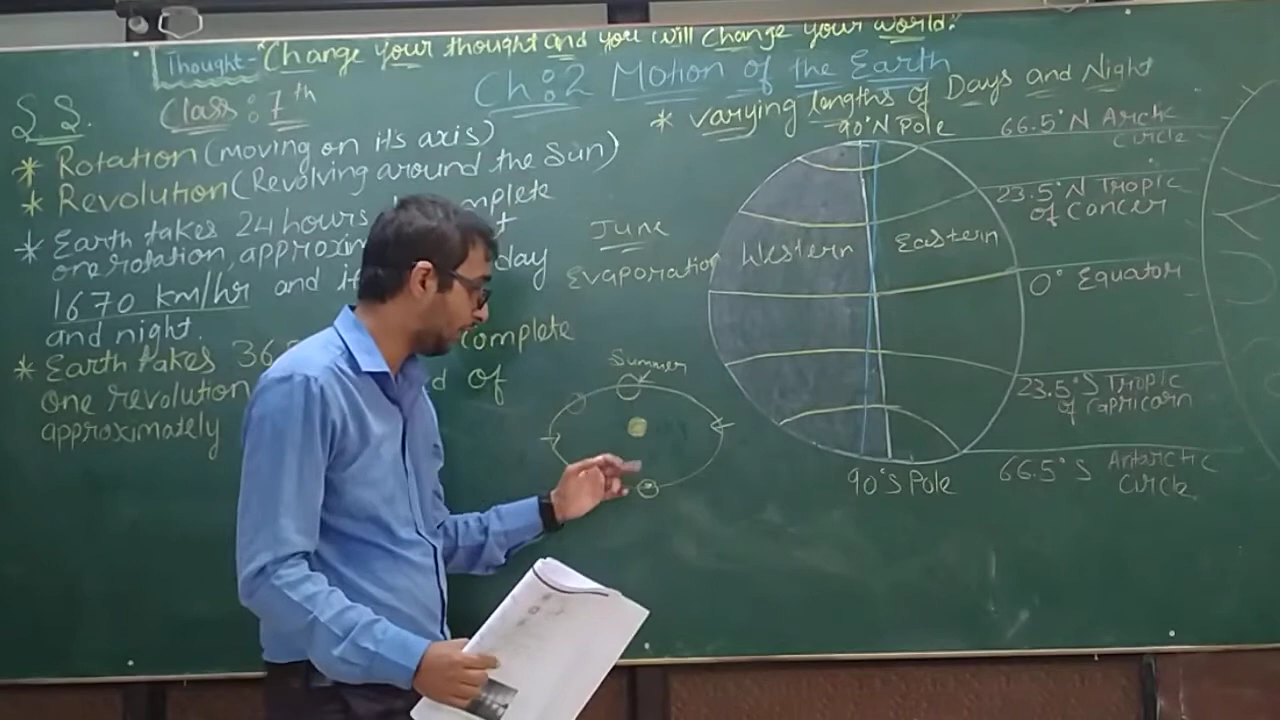 Thought- "Change your thought and you will change your world."
Ch:2 Motion of the Earth
S.S.
Class: 7th
* Rotation (moving on its axis)
* Revolution (Revolving around the Sun)
* Earth takes 24 hours
one rotation, approxim
day
1670 km/hr and it
and night.
* Earth takes 36 complete
one revolution of
approximately
June
Evaporation
Summer
* varying lengths of Days and Night
90°N Pole
66.5°N Arctic
Circle
23.5°N Tropic
of Cancer
Western
Eastern
0° Equator
23.5°S Tropic
of Capricorn
90°S Pole
66.5°S Antarctic
Circle